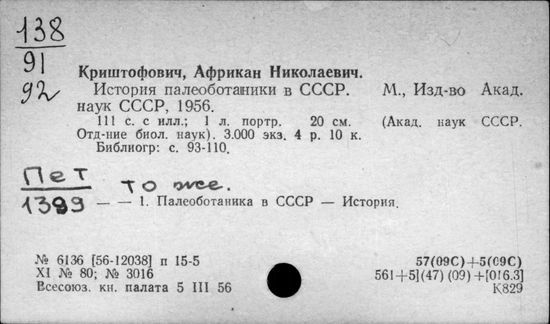 138
91
92
Криштофович, Африкан Николаевич.
История палеоботаники в СССР. М., Изд-во Акад.
наук СССР, 1956.
111 с. с илл.; 1 л. портр. 20 см. (Акад. наук СССР.
Отд-ние биол. наук). 3.000 экз. 4 р. 10 к.
Библиогр: с. 93-110.
Пет то же.
1399 — — 1. Палеоботаника в СССР — История.
№ 6136 [56-12038] п 15-5 57(09С)+5(09С)
XI № 80; № 3016 561+5](47) (09)+[016.3]
Всесоюз. кн. палата 5 III 56 К829